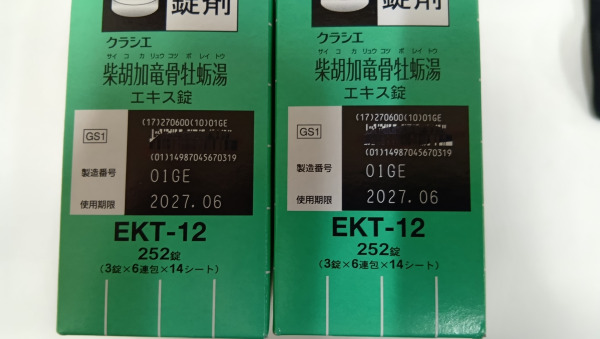 錠剤
クラシエ
サイ コ カ リュウ コツ ボ レイ トウ
柴胡加竜骨牡蛎湯
エキス錠
(17)270600(10)01GE
GS1
(01)14987045670319
製造番号 01GE
使用期限 2027.06
EKT-12
252錠
(3錠×6連包×14シート)
錠剤
クラシエ
サイ コ カ リュウ コツ ボ レイ トウ
柴胡加竜骨牡蛎湯
エキス錠
(17)270600(10)01GE
GS1
(01)14987045670319
製造番号 01GE
使用期限 2027.06
EKT-12
252錠
(3錠×6連包×14シート)